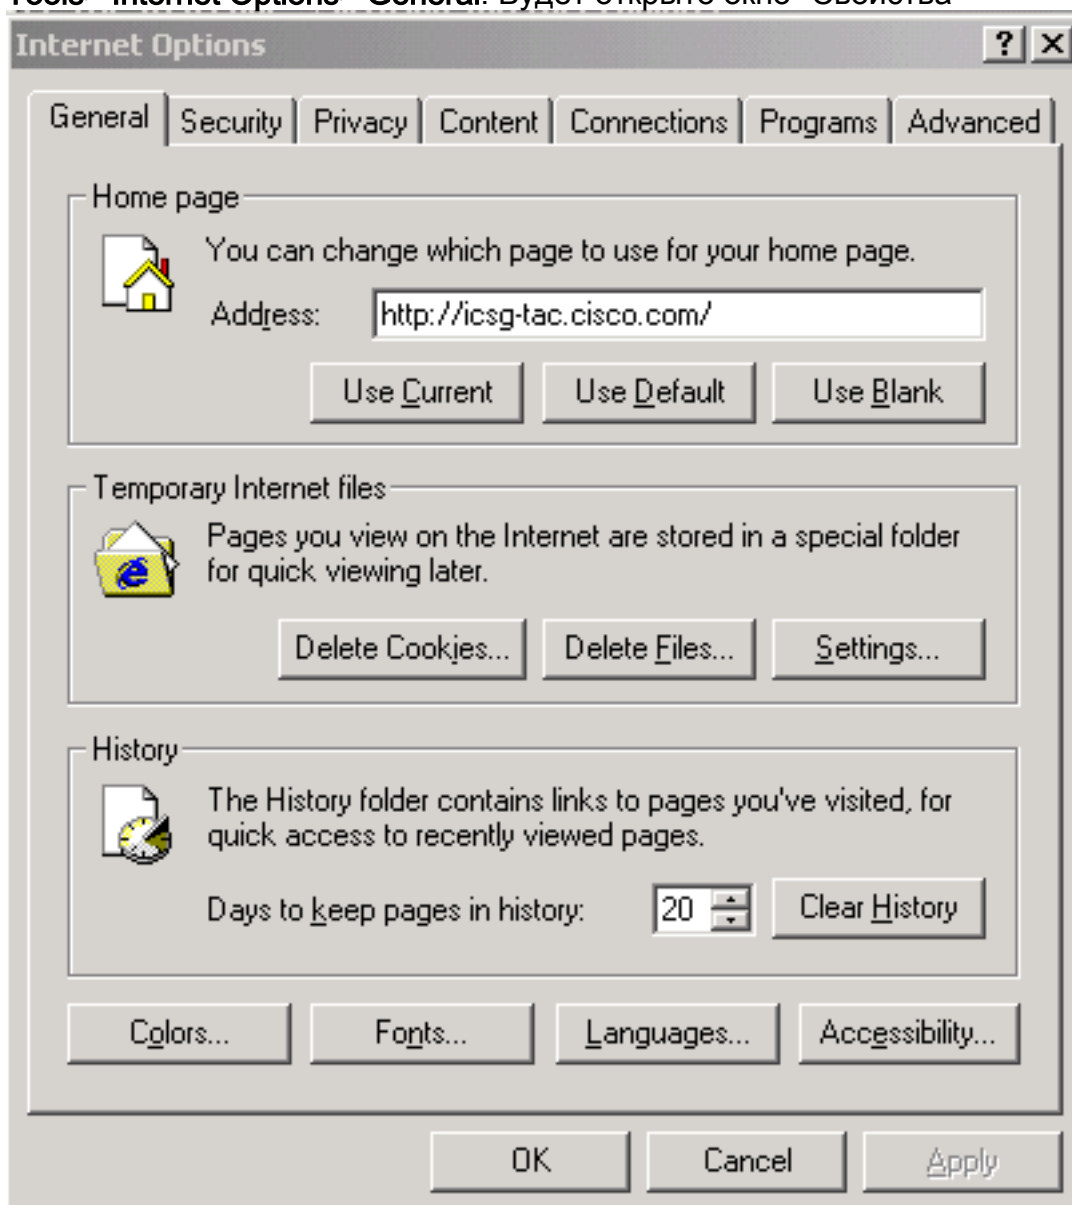 Tools - Internet Options - General. Будет открыто окно "Свойства
Internet Options
General Security Privacy Content Connections Programs Advanced
Home page
You can change which page to use for your home page.
Address: http://icsg-tac.cisco.com/
Use Current Use Default Use Blank
Temporary Internet files
Pages you view on the Internet are stored in a special folder
for quick viewing later.
Delete Cookies... Delete Files... Settings...
History
The History folder contains links to pages you've visited, for
quick access to recently viewed pages.
Days to keep pages in history: 20 Clear History
Colors... Fonts... Languages... Accessibility...
OK Cancel Apply